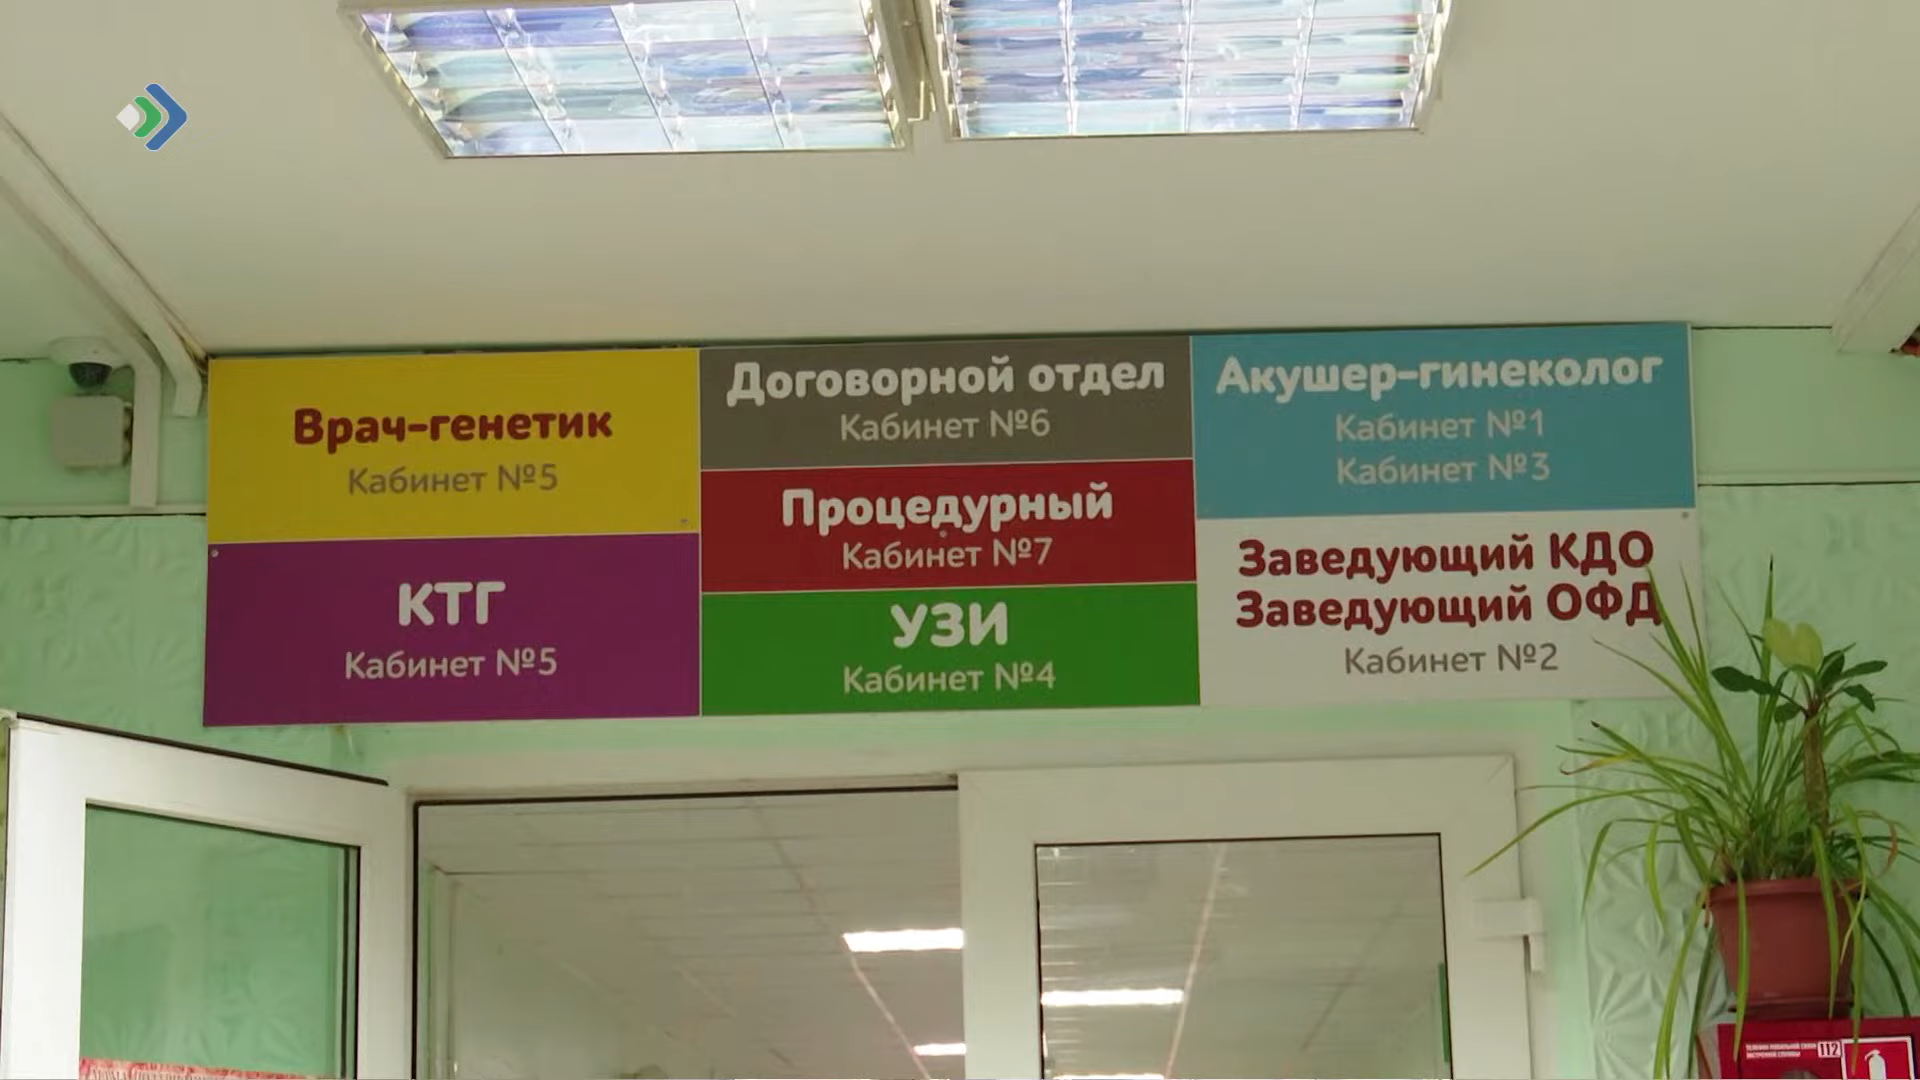 Врач-генетик
Кабинет №5
КТГ
Кабинет №5
Договорной отдел
Кабинет №6
Процедурный
Кабинет №7
УЗИ
Кабинет №4
Акушер-гинеколог
Кабинет №1
Кабинет №3
Заведующий КДО
Заведующий ОФД
Кабинет №2
112